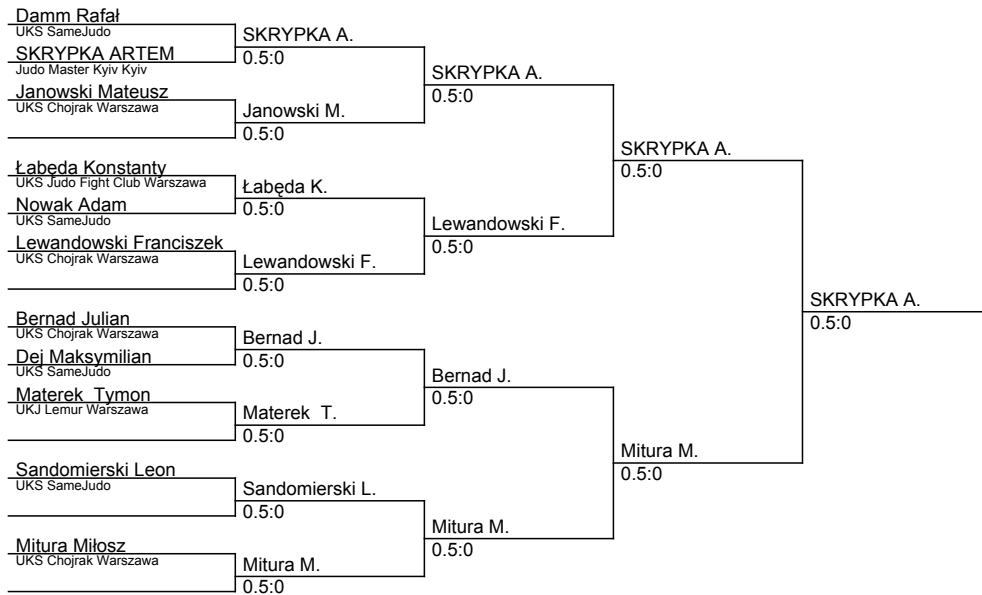 Damm Rafał
UKS SameJudo
SKRYPKA ARTEM
Judo Master Kyiv Kyiv
Janowski Mateusz
UKS Chojrak Warszawa
Łabęda Konstanty
UKS Judo Fight Club Warszawa
Nowak Adam
UKS SameJudo
Lewandowski Franciszek
UKS Chojrak Warszawa
Bernad Julian
UKS Chojrak Warszawa
Dej Maksymilian
UKS SameJudo
Materek  Tymon
UKJ Lemur Warszawa
Sandomierski Leon
UKS SameJudo
Mitura Miłosz
UKS Chojrak Warszawa
SKRYPKA A.
0.5:0
Janowski M.
0.5:0
Łabęda K.
0.5:0
Lewandowski F.
0.5:0
Bernad J.
0.5:0
Materek  T.
0.5:0
Sandomierski L.
0.5:0
Mitura M.
0.5:0
SKRYPKA A.
0.5:0
Lewandowski F.
0.5:0
Bernad J.
0.5:0
Mitura M.
0.5:0
SKRYPKA A.
0.5:0
Mitura M.
0.5:0
SKRYPKA A.
0.5:0